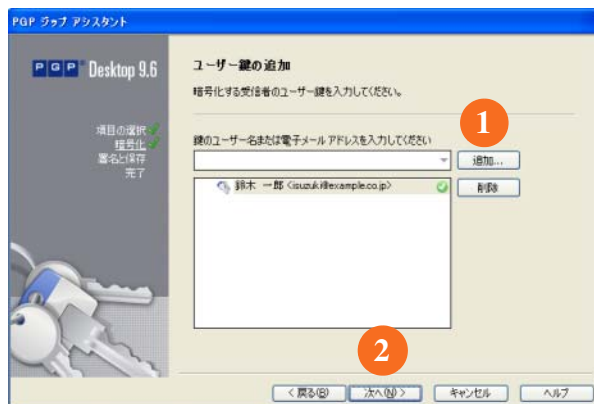 PGP ジップ アシスタント
PGP Desktop 9.6
項目の選択
暗号化
署名と保存
完了
ユーザー鍵の追加
暗号化する受信者のユーザー鍵を入力してください。
鍵のユーザー名または電子メール アドレスを入力してください
1
追加...
鈴木 一郎 <isuzuki@example.co.jp>
削除
2
< 戻る(B)
次へ(N) >
キャンセル
ヘルプ